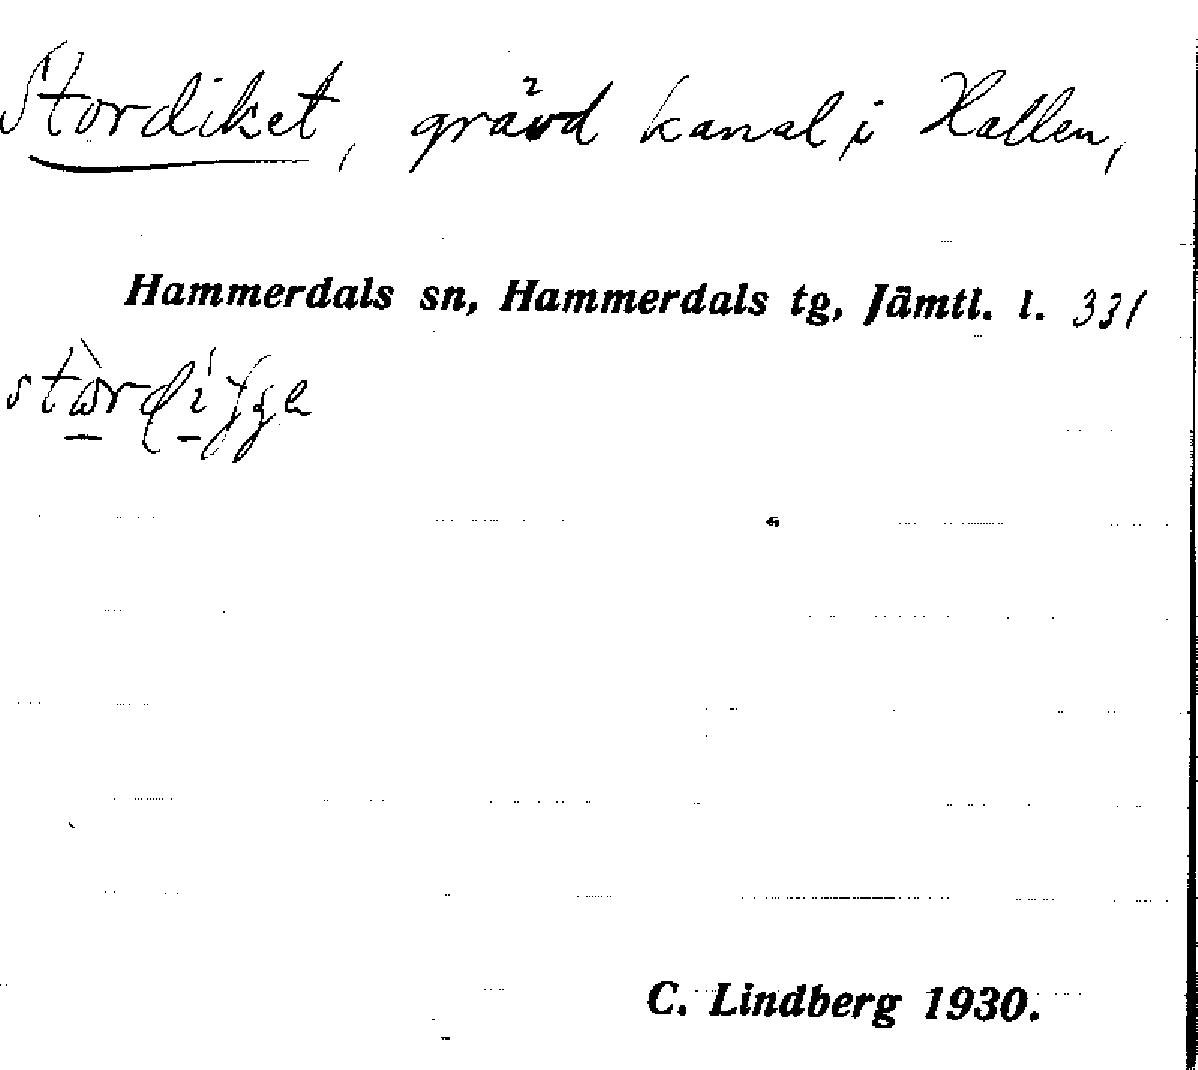 Stordiket, grävd kanal i Hallen,
Hammerdals sn, Hammerdals tg, Jämtl. l. 331
C. Lindberg 1930.